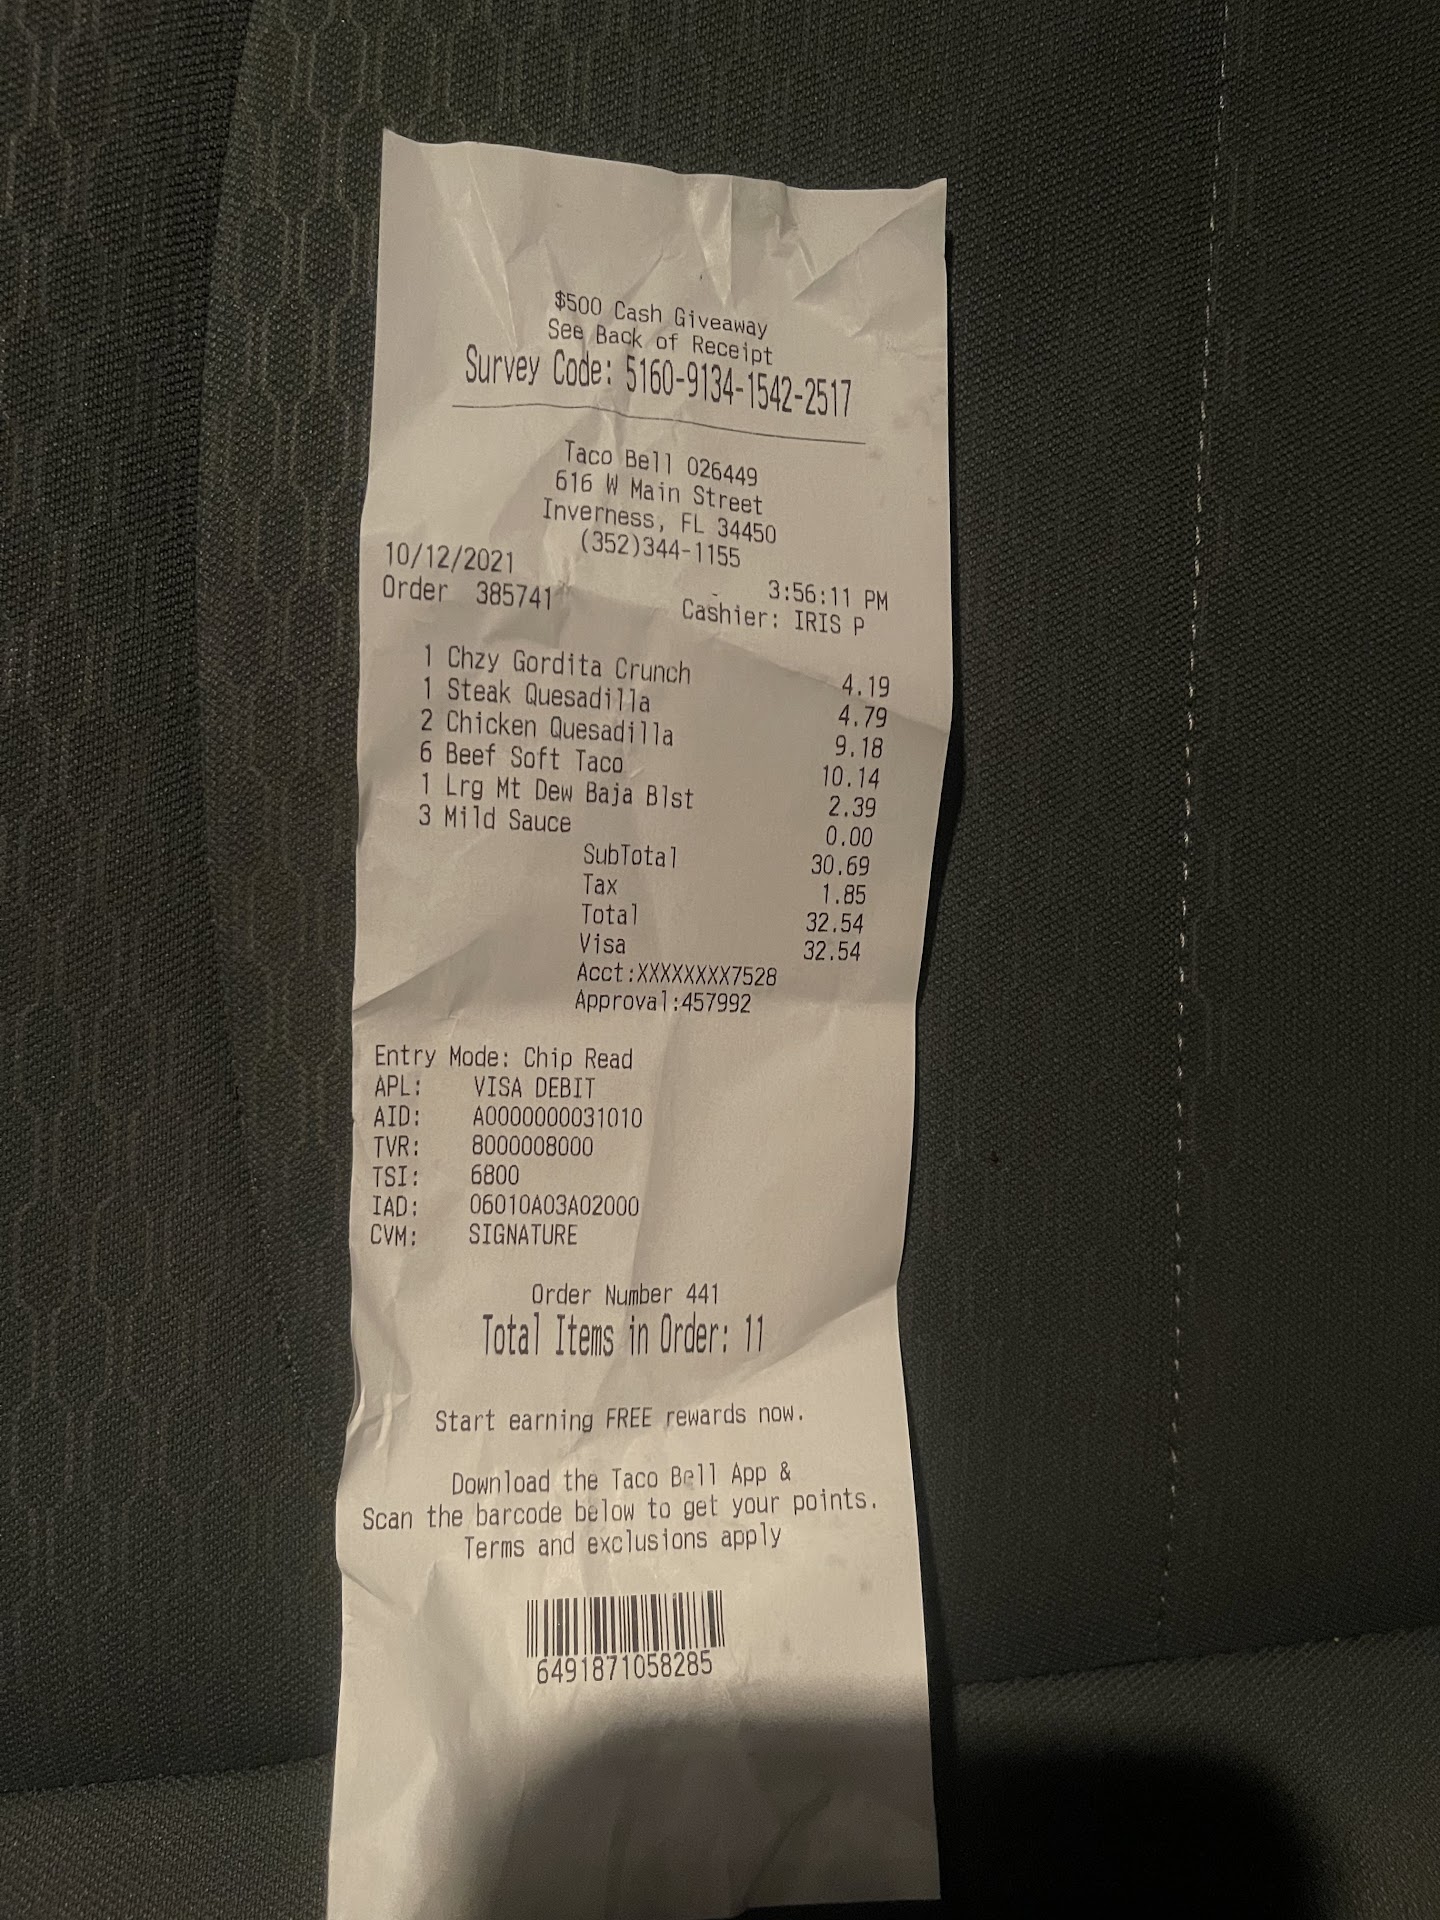 $500 Cash Giveaway
See Back of Receipt
Survey Code: 5160-9134-1542-2517
Taco Bell 026449
616 W Main Street
Inverness, FL 34450
(352)344-1155
10/12/2021 3:56:11 PM
Order 385741 Cashier: IRIS P
1 Chzy Gordita Crunch 4.19
1 Steak Quesadilla 4.79
2 Chicken Quesadilla 9.18
6 Beef Soft Taco 10.14
1 Lrg Mt Dew Baja Blst 2.39
3 Mild Sauce 0.00
SubTotal 30.69
Tax 1.85
Total 32.54
Visa 32.54
Acct:XXXXXXXX7528
Approval:457992
Entry Mode: Chip Read
APL: VISA DEBIT
AID: A0000000031010
TVR: 8000008000
TSI: 6800
IAD: 06010A03A02000
CVM: SIGNATURE
Order Number 441
Total Items in Order: 11
Start earning FREE rewards now.
Download the Taco Bell App &
Scan the barcode below to get your points.
Terms and exclusions apply
6491871058285